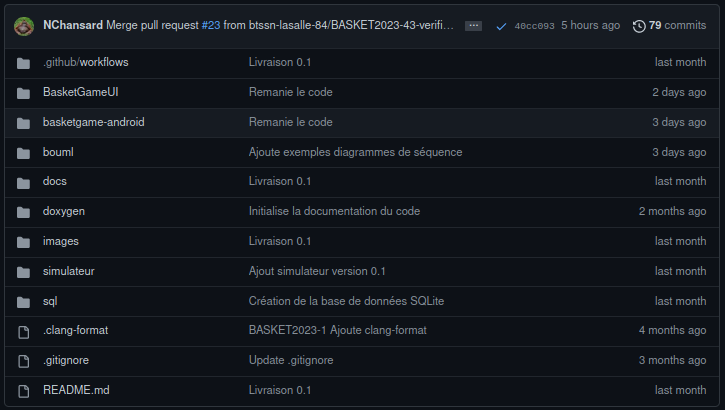 NChansard Merge pull request #23 from btssn-lasalle-84/BASKET2023-43-verifi... ... 40cc093 5 hours ago 79 commits
.github/workflows Livraison 0.1 last month
BasketGameUI Remanie le code 2 days ago
basketgame-android Remanie le code 3 days ago
bouml Ajoute exemples diagrammes de séquence 3 days ago
docs Livraison 0.1 last month
doxygen Initialise la documentation du code 2 months ago
images Livraison 0.1 last month
simulateur Ajout simulateur version 0.1 last month
sql Création de la base de données SQLite last month
.clang-format BASKET2023-1 Ajoute clang-format 4 months ago
.gitignore Update .gitignore 3 months ago
README.md Livraison 0.1 last month